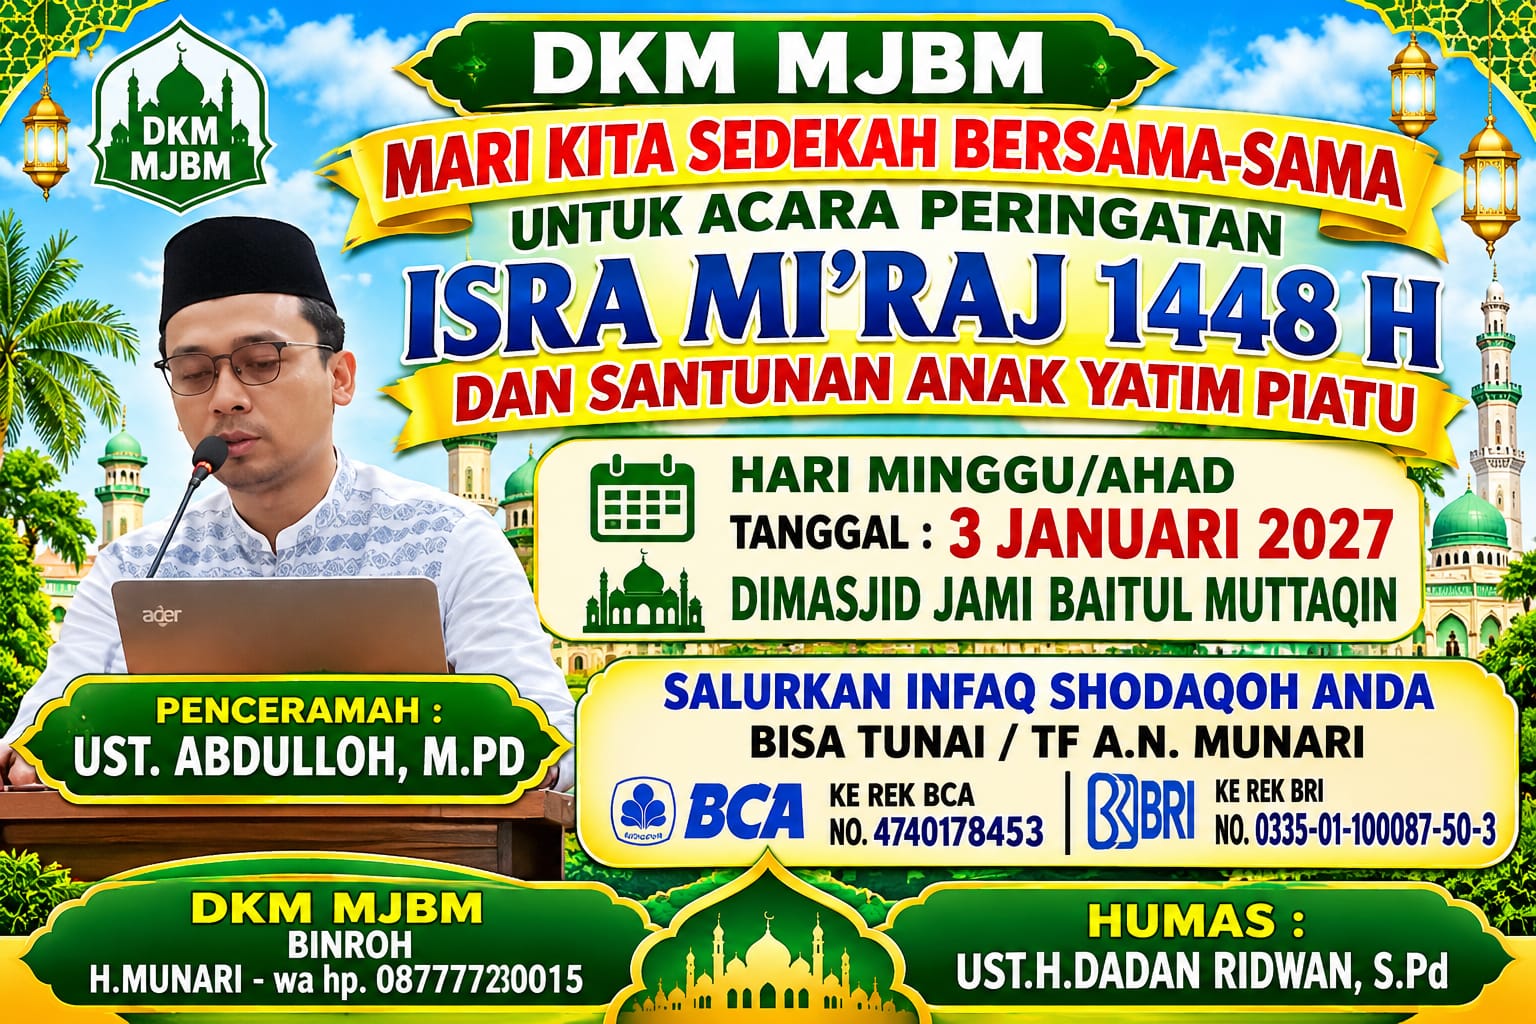 DKM MJBM
DKM
MJBM
MARI KITA SEDEKAH BERSAMA-SAMA
UNTUK ACARA PERINGATAN
ISRA MI'RAJ 1448 H
DAN SANTUNAN ANAK YATIM PIATU
HARI MINGGU/AHAD
TANGGAL : 3 JANUARI 2027
DIMASJID JAMI BAITUL MUTTAQIN
PENCERAMAH :
UST. ABDULLOH, M.PD
SALURKAN INFAQ SHODAQOH ANDA
BISA TUNAI / TF A.N. MUNARI
BCA
KE REK BCA
NO. 4740178453
BRI
KE REK BRI
NO. 0335-01-100087-50-3
DKM MJBM
BINROH
H.MUNARI - wa hp.
HUMAS :
UST.H.DADAN RIDWAN, S.Pd